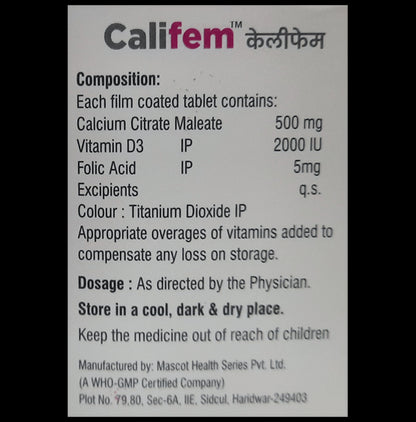 Califem™ केलीफेम
Composition:
Each film coated tablet contains:
Calcium Citrate Maleate 500 mg
Vitamin D3 IP 2000 IU
Folic Acid IP 5mg
Excipients q.s.
Colour : Titanium Dioxide IP
Appropriate overages of vitamins added to
compensate any loss on storage.
Dosage : As directed by the Physician.
Store in a cool, dark & dry place.
Keep the medicine out of reach of children
Manufactured by: Mascot Health Series Pvt. Ltd.
(A WHO-GMP Certified Company)
Plot No. 79,80, Sec-6A, IIE, Sidcul, Haridwar-249403